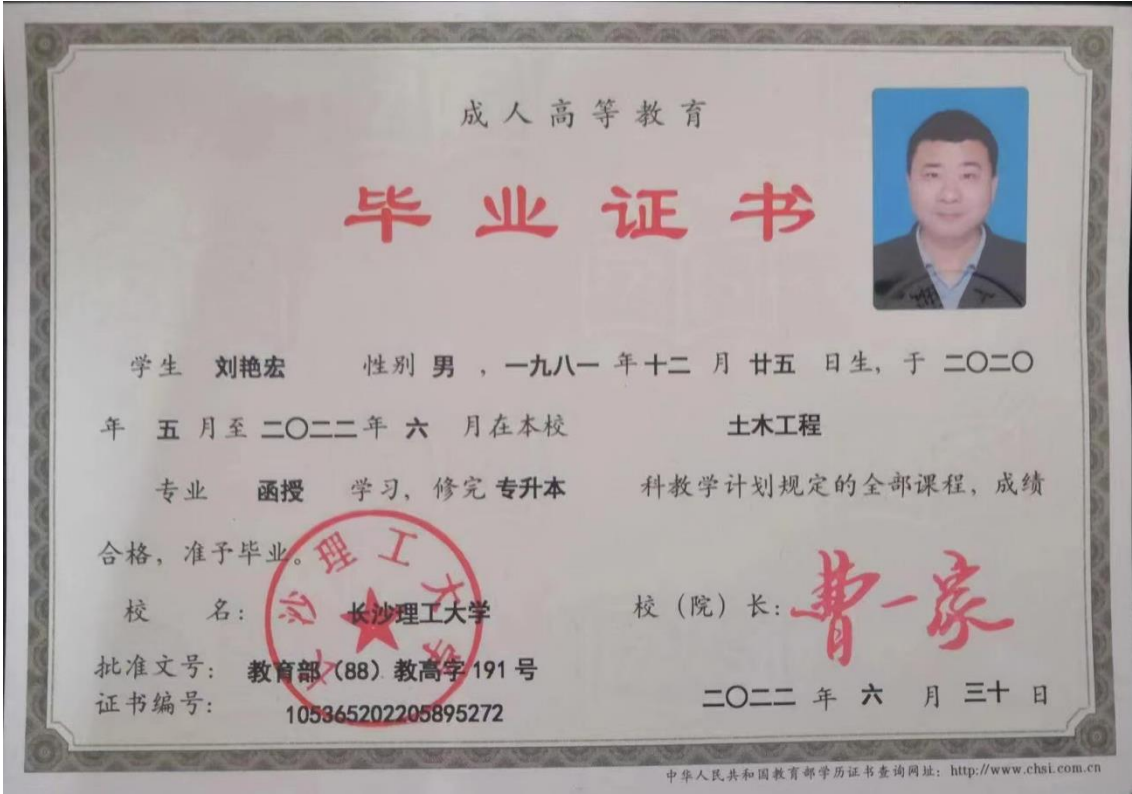 成人高等教育
毕业证书
学生 刘艳宏 性别 男 ，一九八一 年 十二 月 廿五 日生，于 二〇二〇
年 五 月至 二〇二二 年 六 月在本校 土木工程
专业 函授 学习，修完 专升本 科教学计划规定的全部课程，成绩
合格，准予毕业。
长沙理工大学
校 名： 长沙理工大学
校（院）长：曹一家
批准文号： 教育部（88）教高字 191 号
证书编号： 105365202205895272
二〇二二 年 六 月 三十 日
中华人民共和国教育部学历证书查询网址：http://www.chsi.com.cn